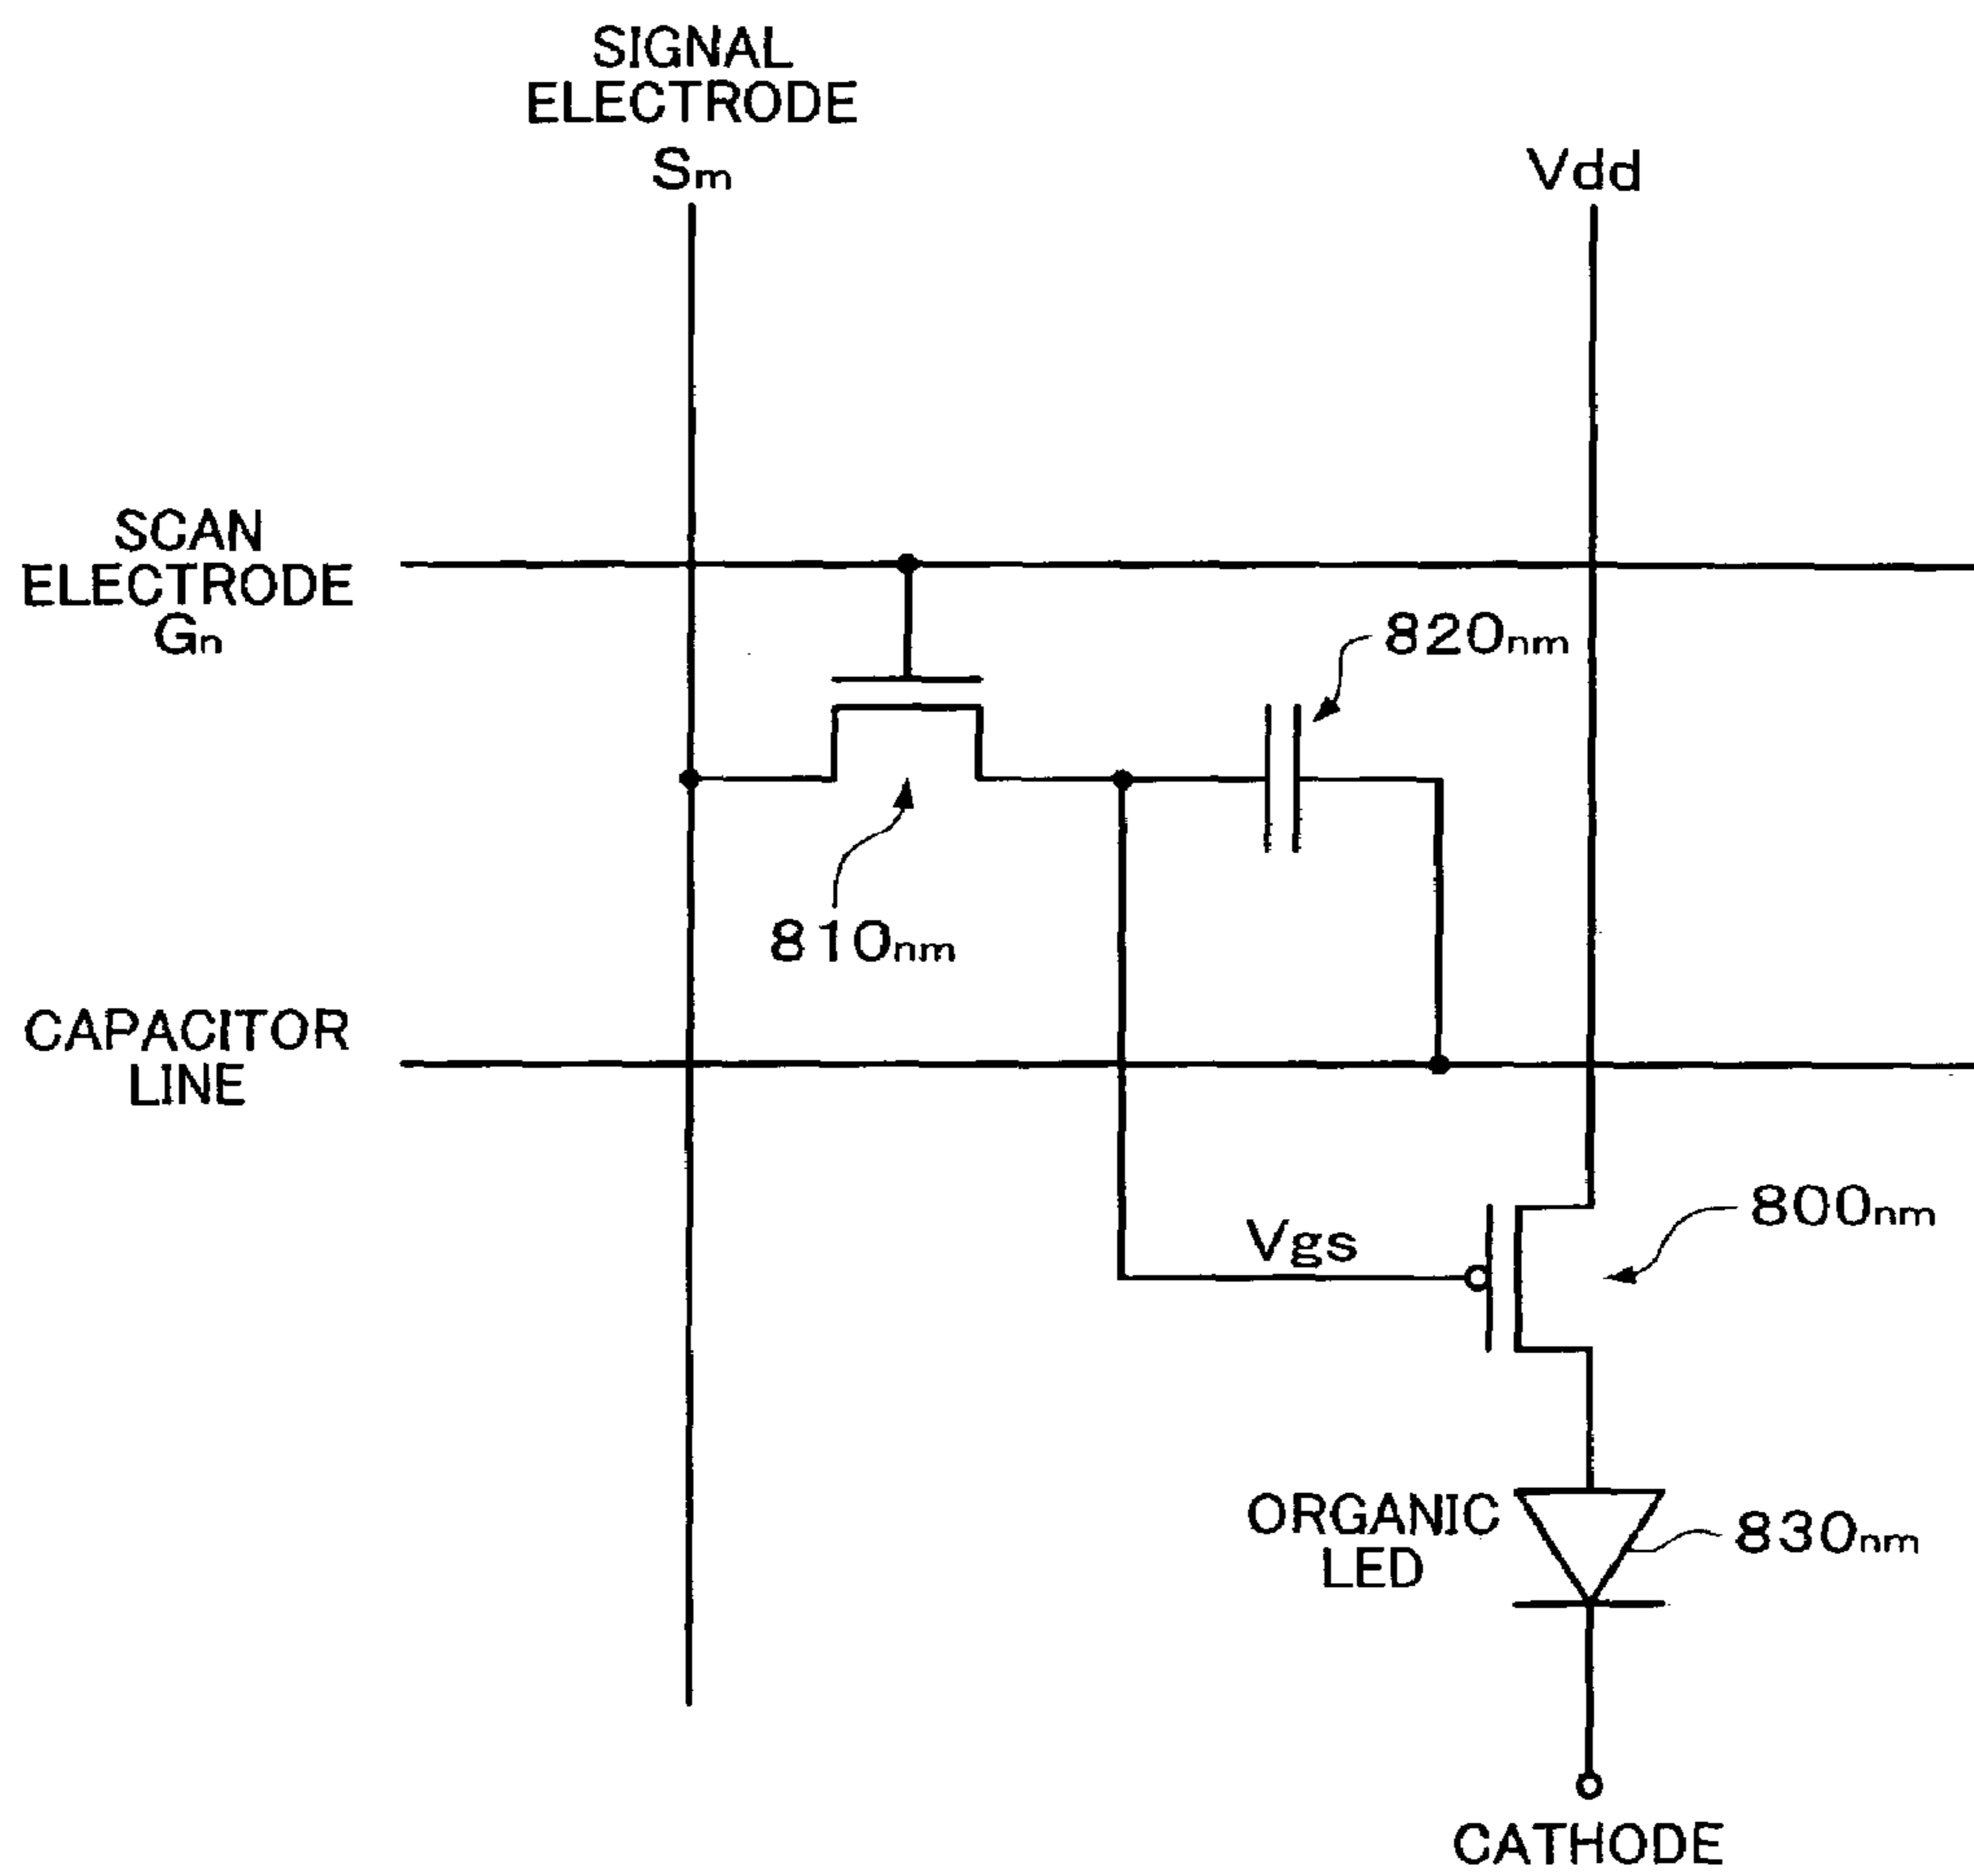 SIGNAL
ELECTRODE
Sm
Vdd
SCAN
ELECTRODE
Gn
820nm
810nm
CAPACITOR
LINE
800nm
Vgs
ORGANIC
LED
830nm
CATHODE